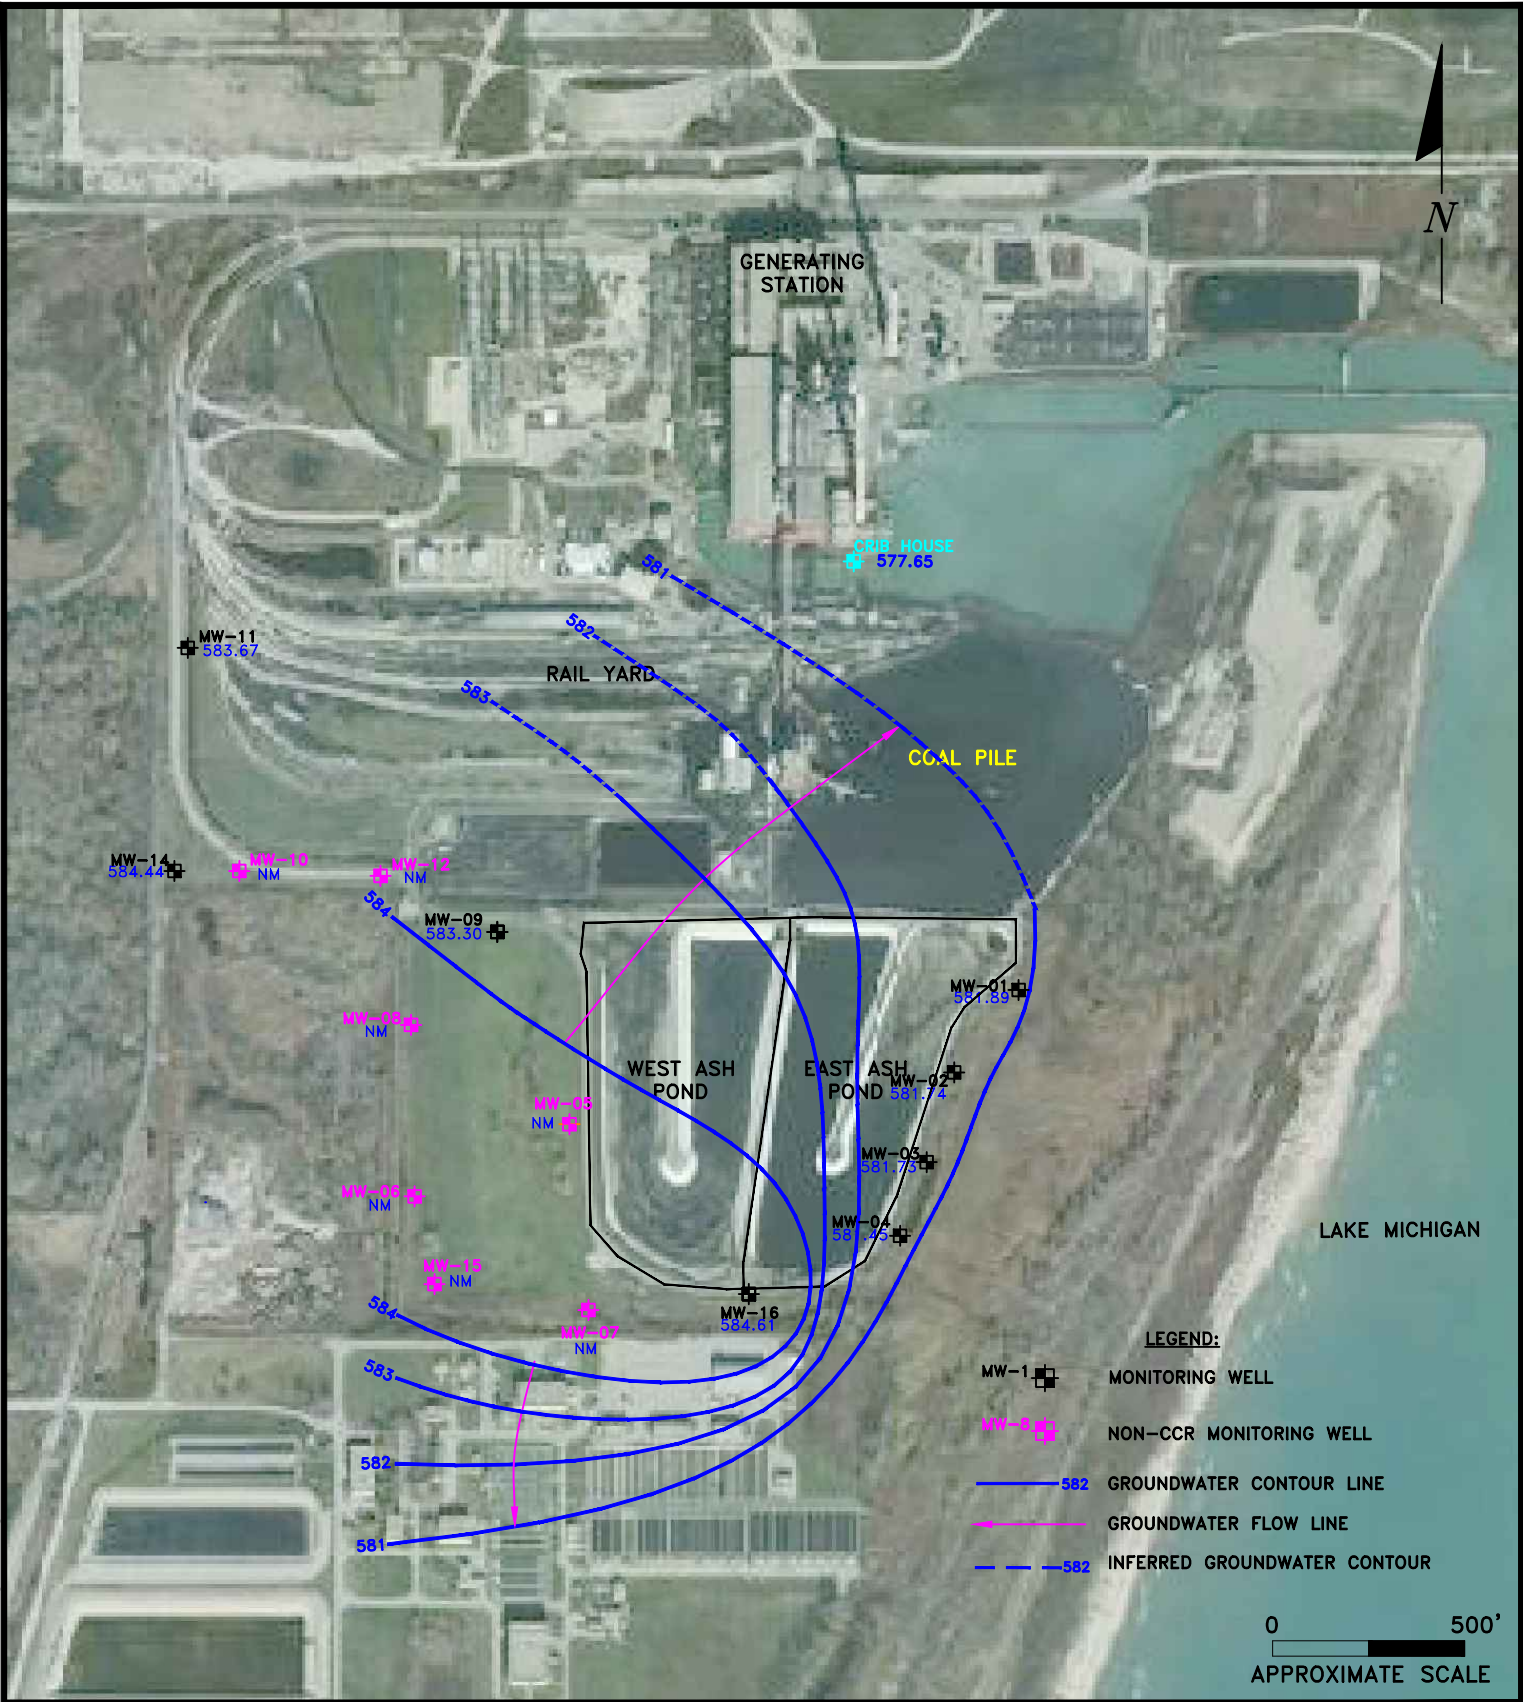 N
GENERATING
STATION
CRIB HOUSE
577.65
581
582
583
MW-11
583.67
RAIL YARD
COAL PILE
MW-14
584.44
MW-10
NM
MW-12
NM
584
MW-09
583.30
MW-01
581.89
MW-08
NM
WEST ASH
POND
EAST ASH
POND
MW-02
581.74
MW-05
NM
MW-03
581.73
MW-06
NM
MW-04
581.45
LAKE MICHIGAN
MW-15
NM
584
MW-16
584.61
MW-07
NM
583
582
581
LEGEND:
MW-1 MONITORING WELL
MW-8 NON-CCR MONITORING WELL
582 GROUNDWATER CONTOUR LINE
GROUNDWATER FLOW LINE
582 INFERRED GROUNDWATER CONTOUR
0 500'
APPROXIMATE SCALE